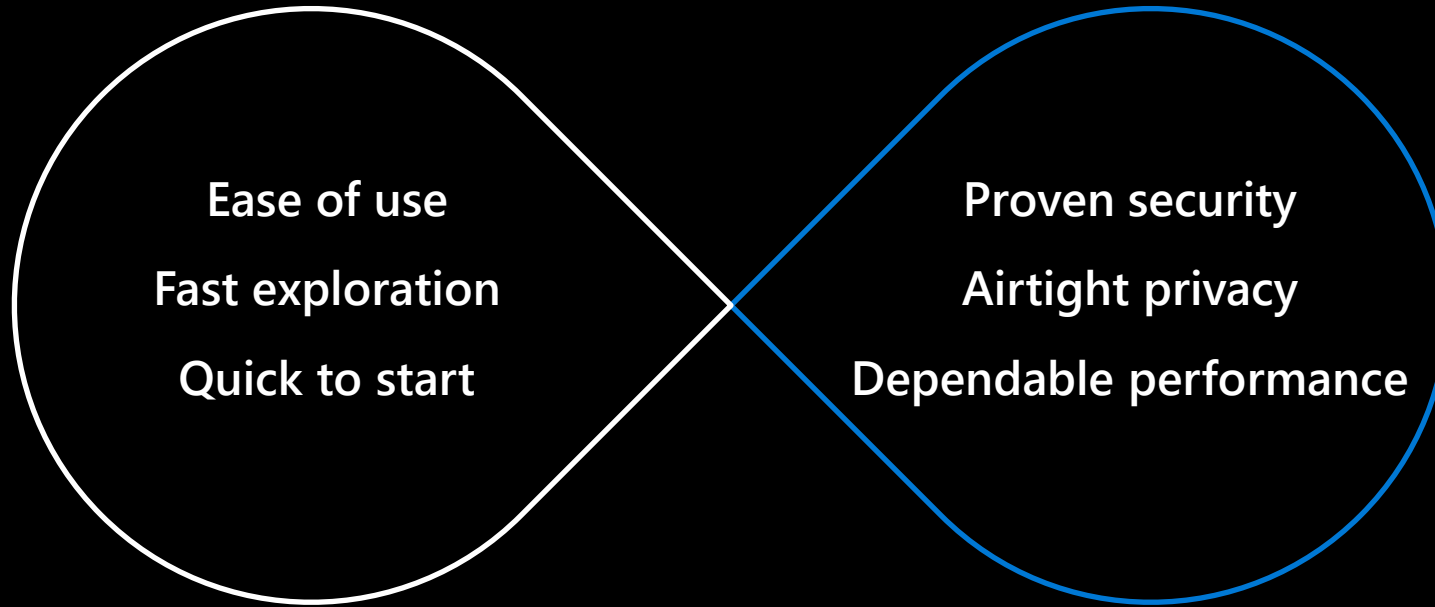 Ease of use
Fast exploration
Quick to start
Proven security
Airtight privacy
Dependable performance